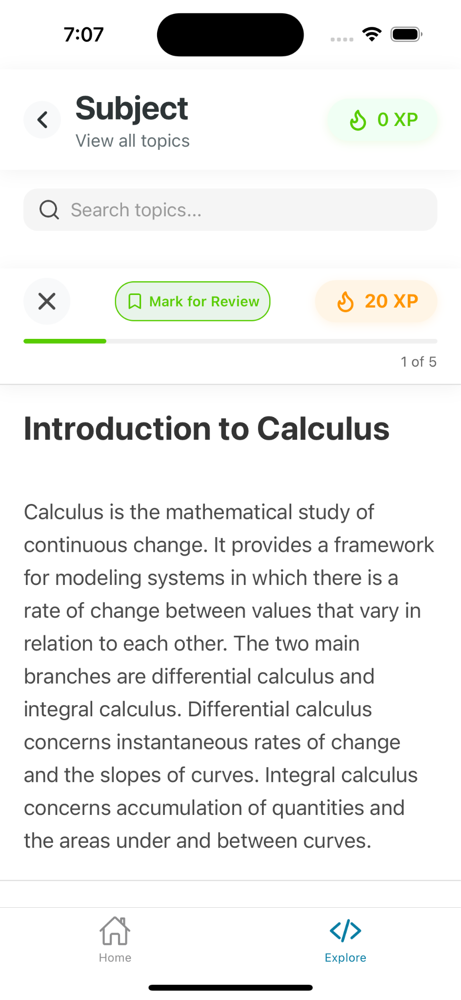 7:07
Subject
View all topics
0 XP
Search topics...
Mark for Review
20 XP
1 of 5
Introduction to Calculus
Calculus is the mathematical study of
continuous change. It provides a framework
for modeling systems in which there is a
rate of change between values that vary in
relation to each other. The two main
branches are differential calculus and
integral calculus. Differential calculus
concerns instantaneous rates of change
and the slopes of curves. Integral calculus
concerns accumulation of quantities and
the areas under and between curves.
Home
Explore